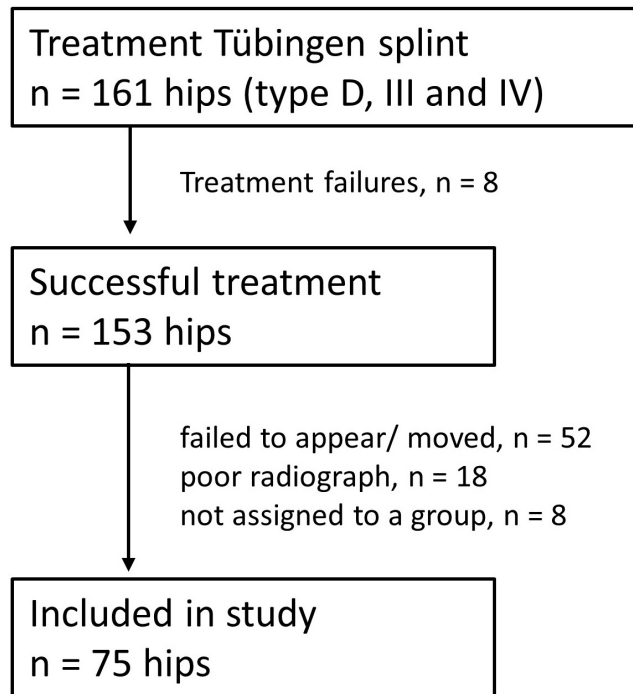 Treatment Tübingen splint
n = 161 hips (type D, III and IV)
Treatment failures, n = 8
Successful treatment
n = 153 hips
failed to appear/ moved, n = 52
poor radiograph, n = 18
not assigned to a group, n = 8
Included in study
n = 75 hips